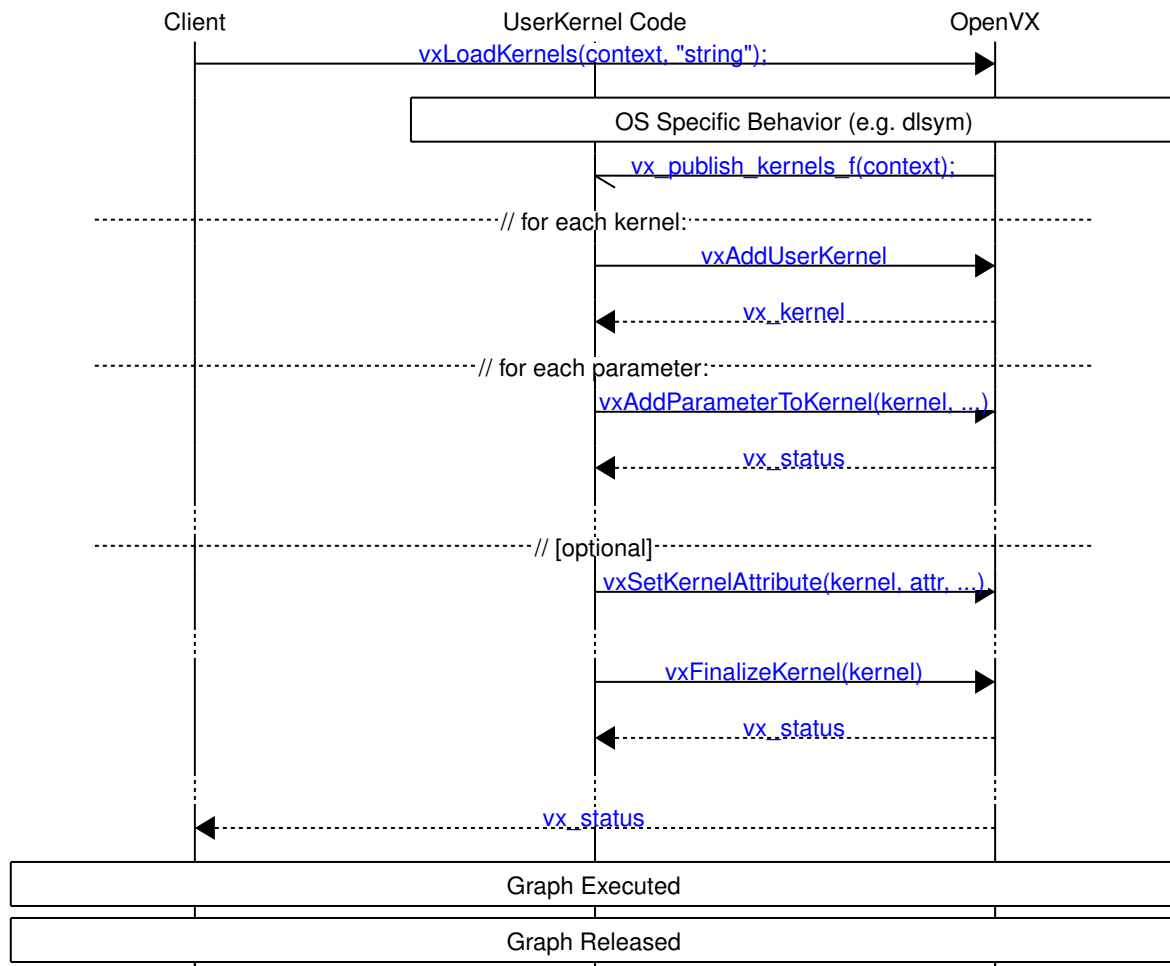 Client UserKernel Code OpenVX
vxLoadKernels(context, "string");
OS Specific Behavior (e.g. dlsym)
vx_publish_kernels_f(context);
// for each kernel:
vxAddUserKernel
vx_kernel
// for each parameter:
vxAddParameterToKernel(kernel, ...)
vx_status
// [optional]
vxSetKernelAttribute(kernel, attr, ...)
vxFinalizeKernel(kernel)
vx_status
vx_status
Graph Executed
Graph Released